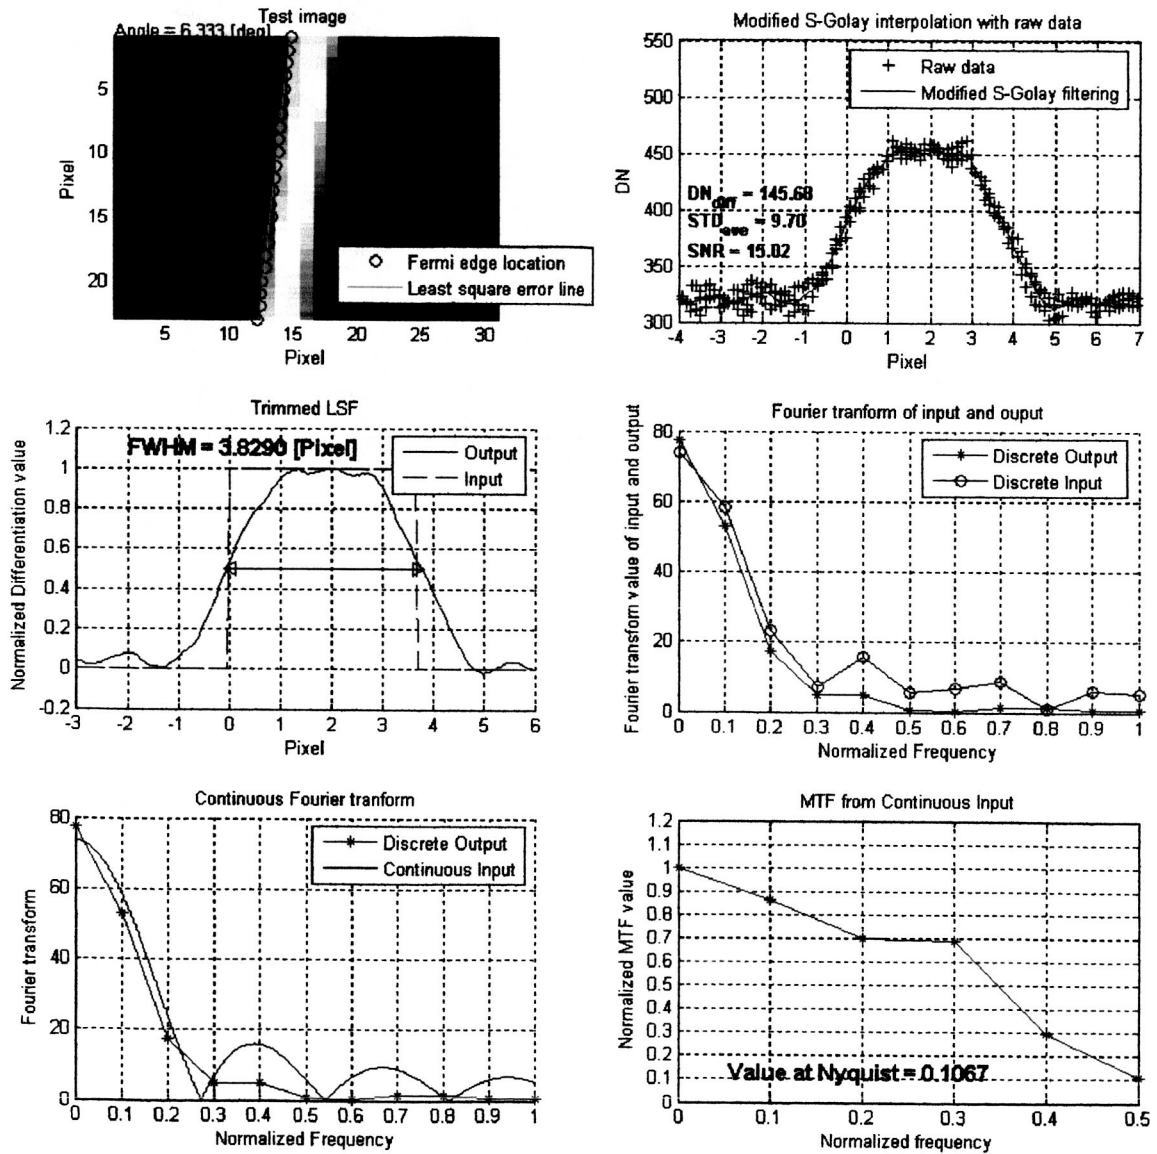 Test image
Angle = 6.333 [deg]
Pixel
5
10
15
20
Fermi edge location
Least square error line
5 10 15 20 25 30
Pixel
Modified S-Golay interpolation with raw data
550
500
450
400
350
300
DN
Raw data
Modified S-Golay filtering
DN_diff = 145.68
STD_ave = 9.70
SNR = 15.02
-4 -3 -2 -1 0 1 2 3 4 5 6 7
Pixel
Trimmed LSF
FWHM = 3.8290 [Pixel]
Output
Input
Normalized Differentiation value
1.2
1
0.8
0.6
0.4
0.2
0
-0.2
-3 -2 -1 0 1 2 3 4 5 6
Pixel
Fourier tranform of input and ouput
Discrete Output
Discrete Input
Fourier transfrom value of input and output
80
60
40
20
0
0 0.1 0.2 0.3 0.4 0.5 0.6 0.7 0.8 0.9 1
Normalized Frequency
Continuous Fourier tranform
Discrete Output
Continuous Input
Fourier transform
80
60
40
20
0
0 0.1 0.2 0.3 0.4 0.5 0.6 0.7 0.8 0.9 1
Normalized Frequency
MTF from Continuous Input
Normalized MTF value
1.2
1.1
1
0.9
0.8
0.7
0.6
0.5
0.4
0.3
0.2
0.1
0
Value at Nyquist = 0.1067
0 0.1 0.2 0.3 0.4 0.5
Normalized frequency